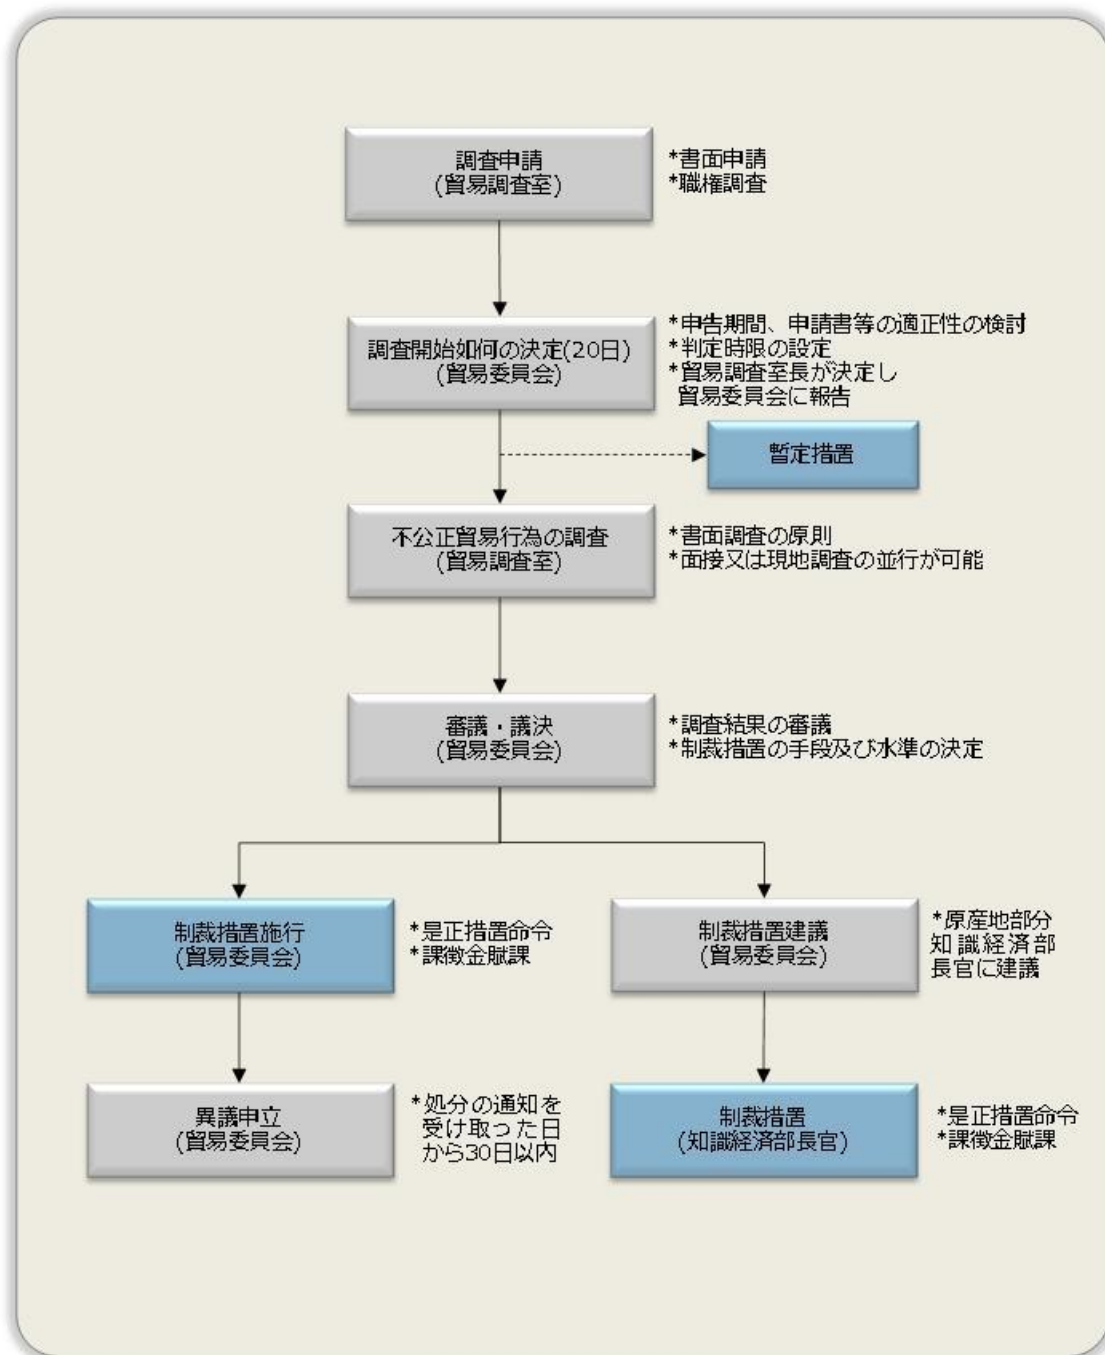 調査申請
(貿易調査室)
*書面申請
*職権調査
調査開始如何の決定(20日)
(貿易委員会)
*申告期間、申請書等の適正性の検討
*判定時限の設定
*貿易調査室長が決定し
貿易委員会に報告
暫定措置
不公正貿易行為の調査
(貿易調査室)
*書面調査の原則
*面接又は現地調査の並行が可能
審議・議決
(貿易委員会)
*調査結果の審議
*制裁措置の手段及び水準の決定
制裁措置施行
(貿易委員会)
*是正措置命令
*課徴金賦課
制裁措置建議
(貿易委員会)
*原産地部分
知識経済部
長官に建議
異議申立
(貿易委員会)
*処分の通知を
受け取った日
から30日以内
制裁措置
(知識経済部長官)
*是正措置命令
*課徴金賦課